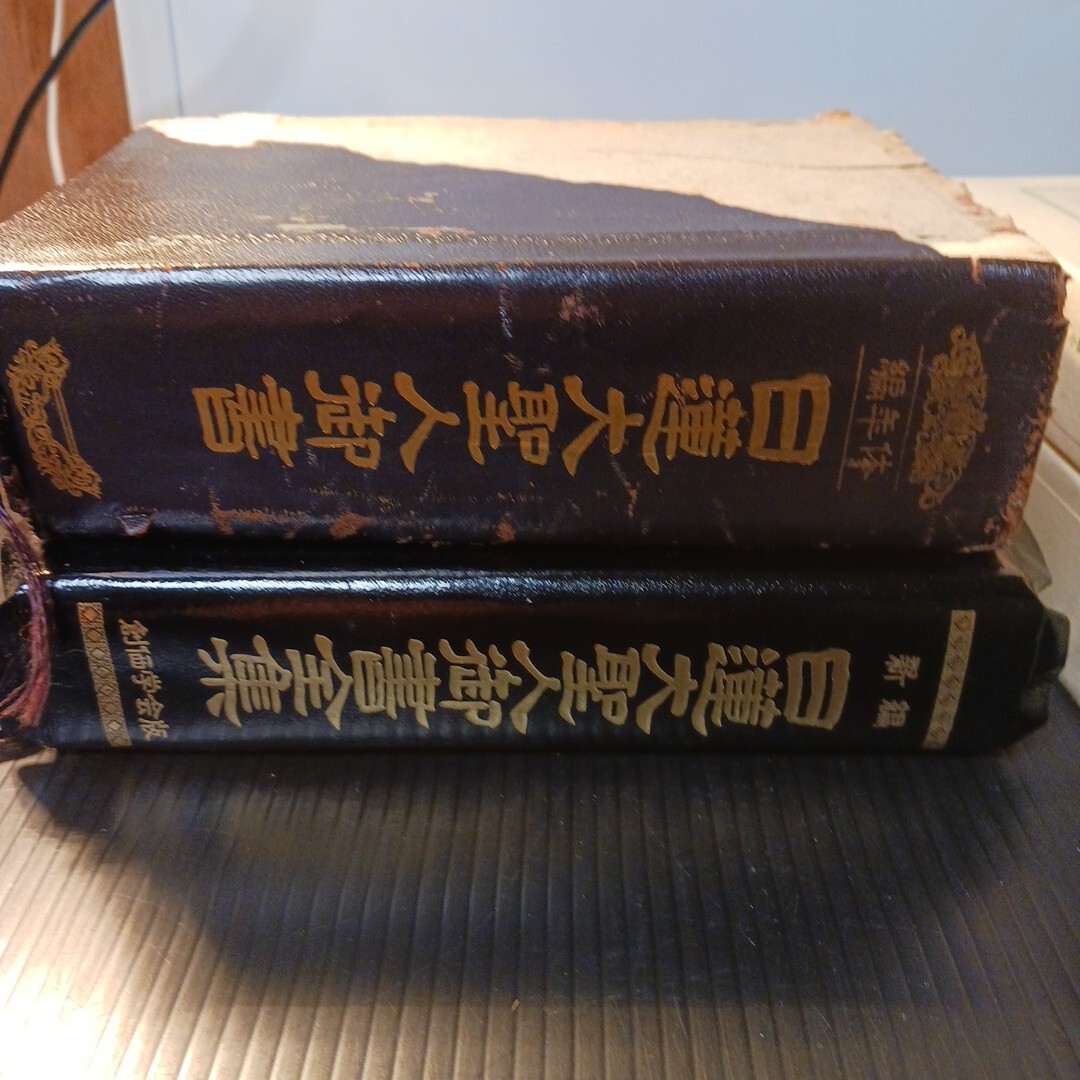 編年体
日蓮大聖人御書
新編
日蓮大聖人御書全集
創価学会版